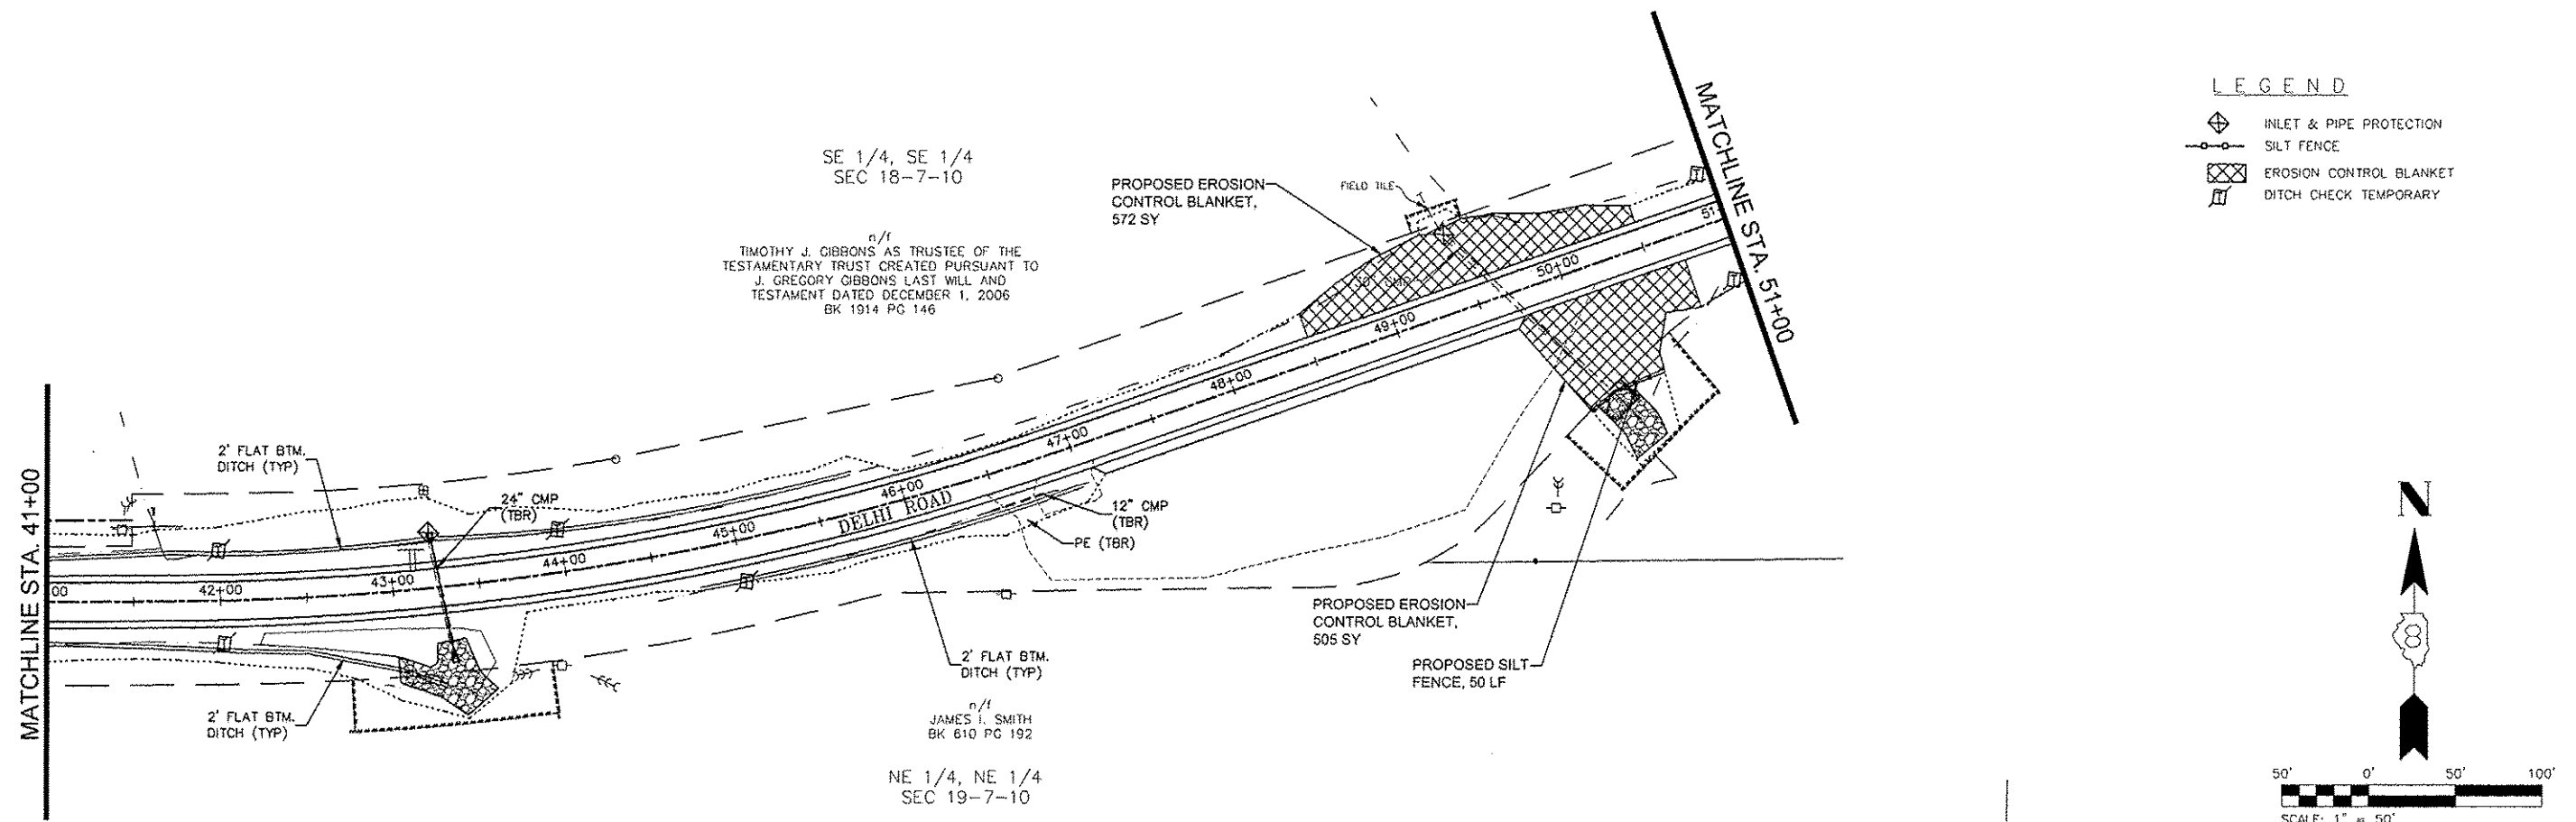 MATCHLINE STA. 41+00
2' FLAT BTM.
DITCH (TYP)
24" CMP
(TBR)
2' FLAT BTM.
DITCH (TYP)
00
42+00
43+00
44+00
45+00
46+00
47+00
48+00
49+00
50+00
51
DELHI ROAD
SE 1/4, SE 1/4
SEC 18-7-10
n/f
TIMOTHY J. GIBBONS AS TRUSTEE OF THE
TESTAMENTARY TRUST CREATED PURSUANT TO
J. GREGORY GIBBONS LAST WILL AND
TESTAMENT DATED DECEMBER 1, 2006
BK 1914 PG 146
12" CMP
(TBR)
PE (TBR)
2' FLAT BTM.
DITCH (TYP)
n/f
JAMES I. SMITH
BK 610 PG 192
NE 1/4, NE 1/4
SEC 19-7-10
PROPOSED EROSION
CONTROL BLANKET,
572 SY
FIELD TILE
T
PROPOSED EROSION
CONTROL BLANKET,
505 SY
PROPOSED SILT
FENCE, 50 LF
MATCHLINE STA. 51+00
LEGEND
INLET & PIPE PROTECTION
SILT FENCE
EROSION CONTROL BLANKET
DITCH CHECK TEMPORARY
N
8
50' 0' 50' 100'
SCALE: 1" = 50'